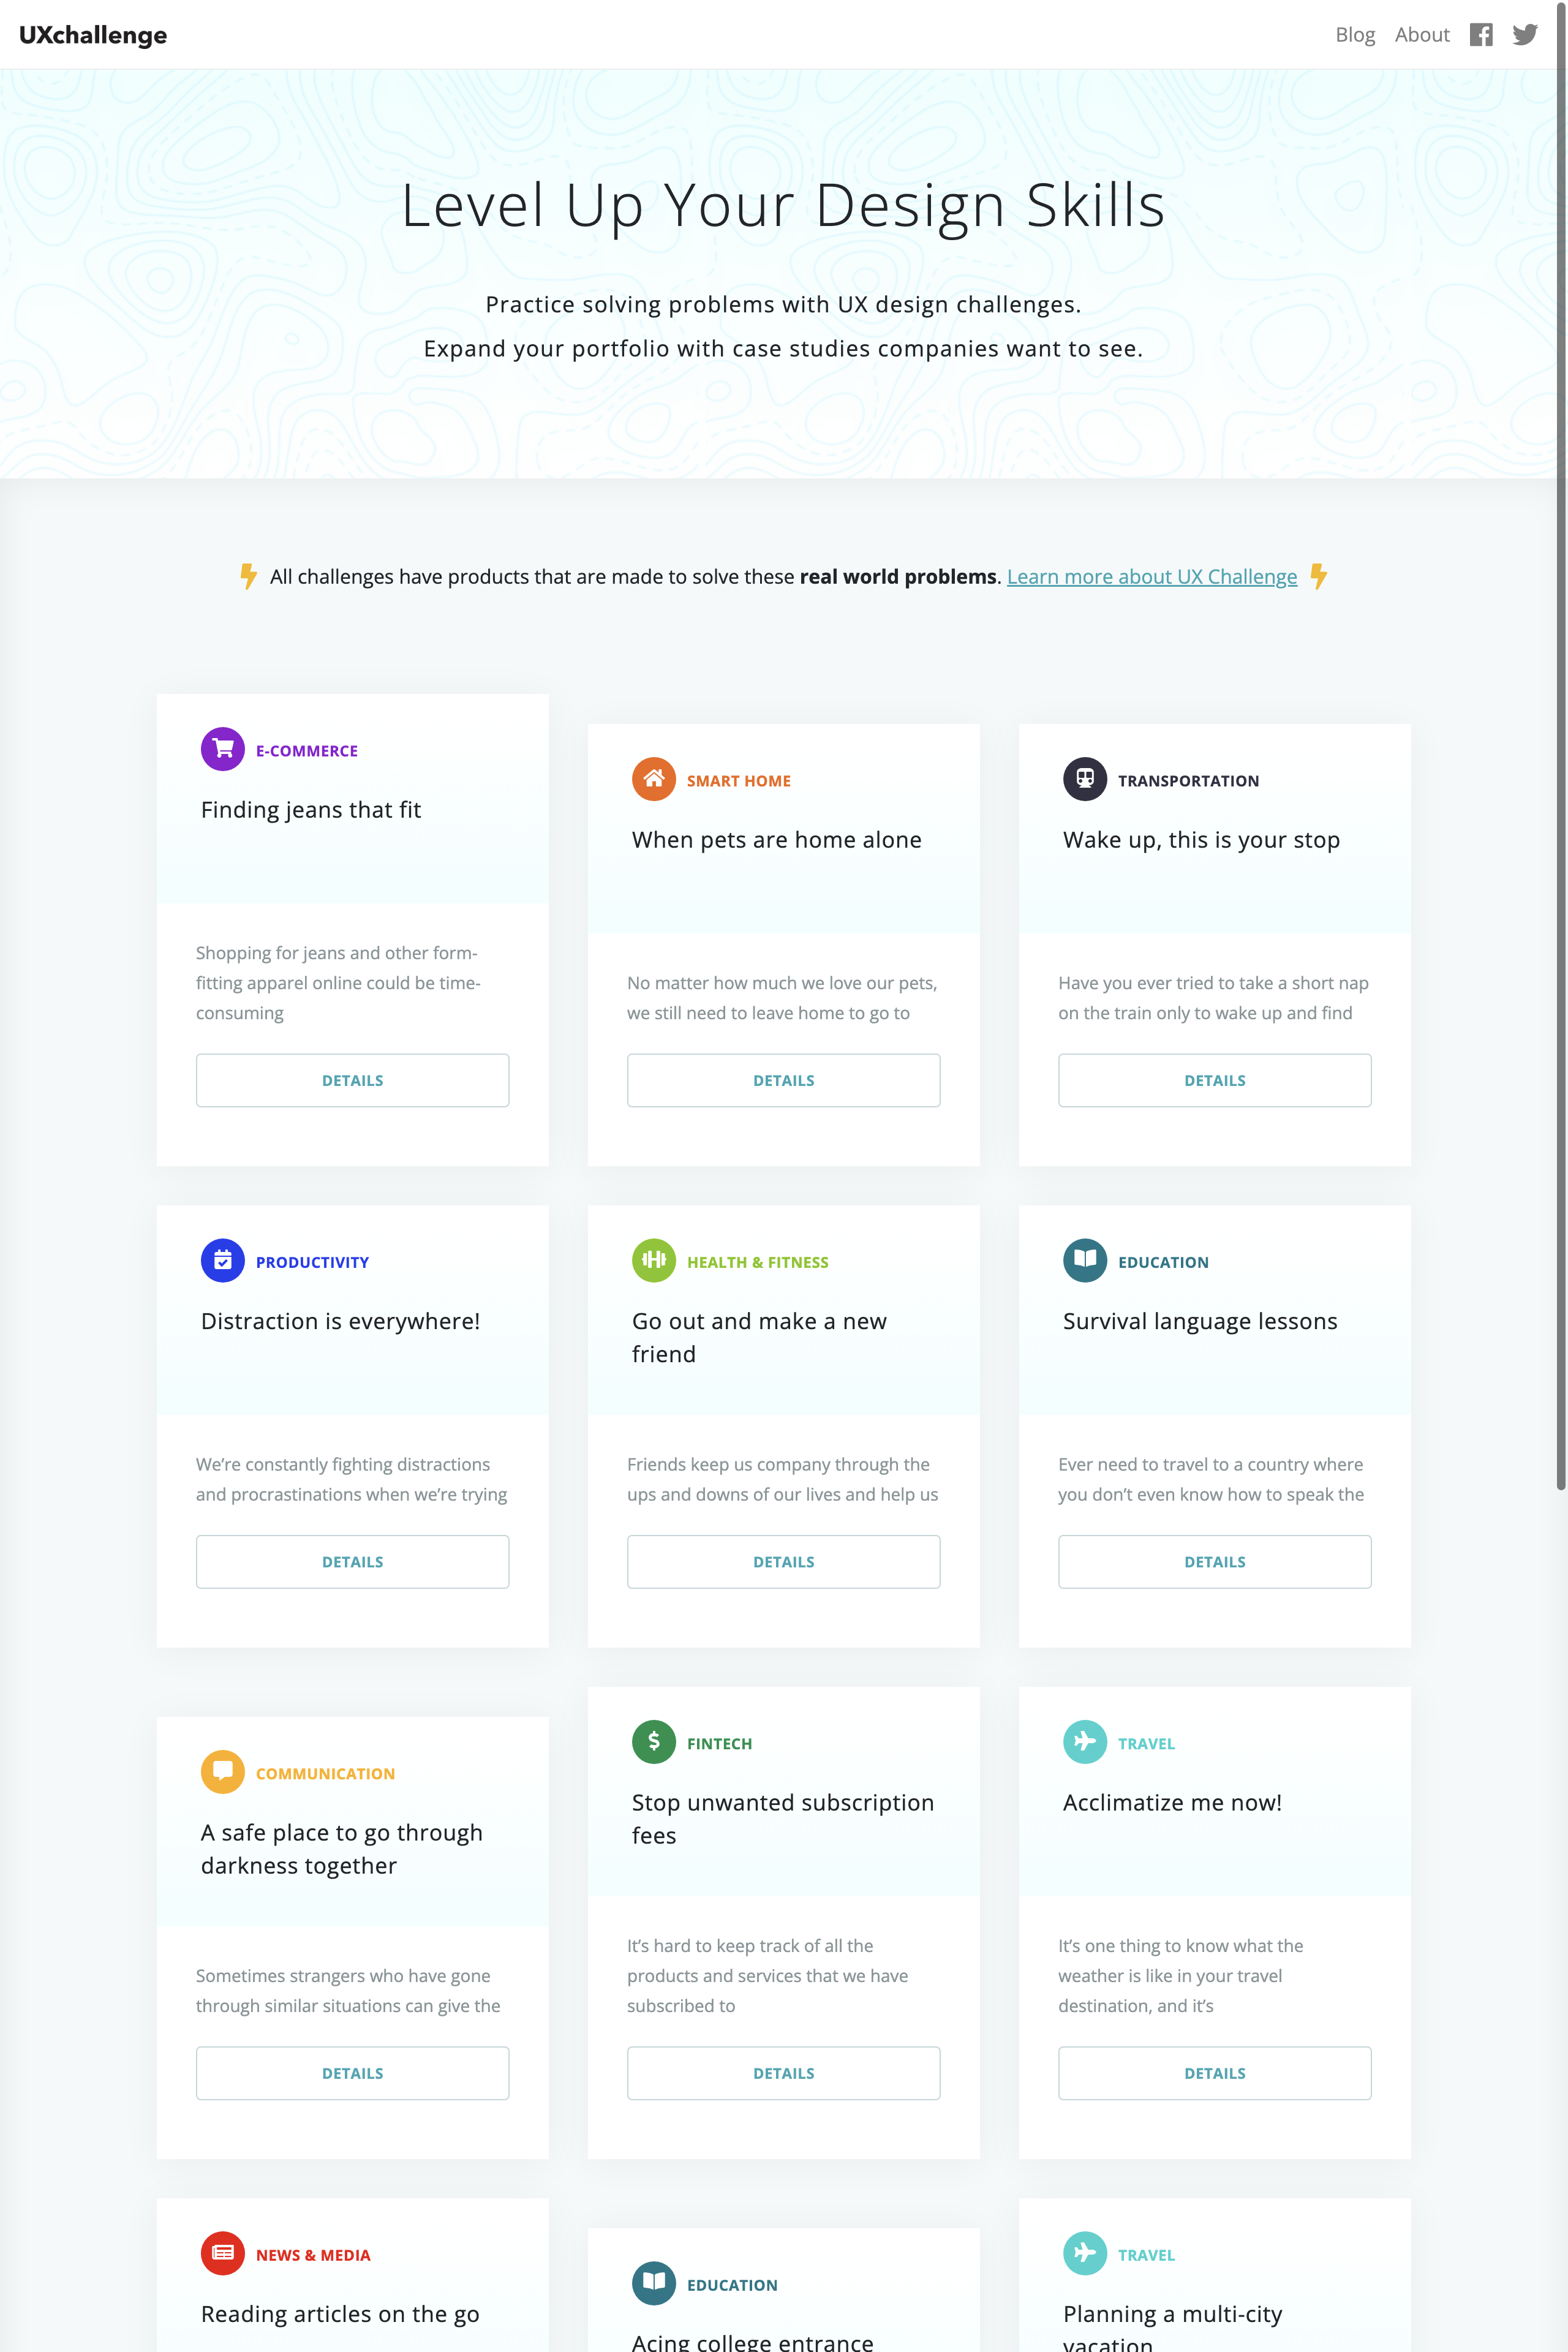 UXchallenge
Blog About
Level Up Your Design Skills
Practice solving problems with UX design challenges.
Expand your portfolio with case studies companies want to see.
All challenges have products that are made to solve these real world problems. Learn more about UX Challenge
E-COMMERCE
Finding jeans that fit
Shopping for jeans and other form-
fitting apparel online could be time-
consuming
DETAILS
SMART HOME
When pets are home alone
No matter how much we love our pets,
we still need to leave home to go to
DETAILS
TRANSPORTATION
Wake up, this is your stop
Have you ever tried to take a short nap
on the train only to wake up and find
DETAILS
PRODUCTIVITY
Distraction is everywhere!
We’re constantly fighting distractions
and procrastinations when we’re trying
DETAILS
HEALTH & FITNESS
Go out and make a new
friend
Friends keep us company through the
ups and downs of our lives and help us
DETAILS
EDUCATION
Survival language lessons
Ever need to travel to a country where
you don’t even know how to speak the
DETAILS
COMMUNICATION
A safe place to go through
darkness together
Sometimes strangers who have gone
through similar situations can give the
DETAILS
FINTECH
Stop unwanted subscription
fees
It’s hard to keep track of all the
products and services that we have
subscribed to
DETAILS
TRAVEL
Acclimatize me now!
It’s one thing to know what the
weather is like in your travel
destination, and it’s
DETAILS
NEWS & MEDIA
Reading articles on the go
EDUCATION
Acing college entrance
TRAVEL
Planning a multi-city
vacation